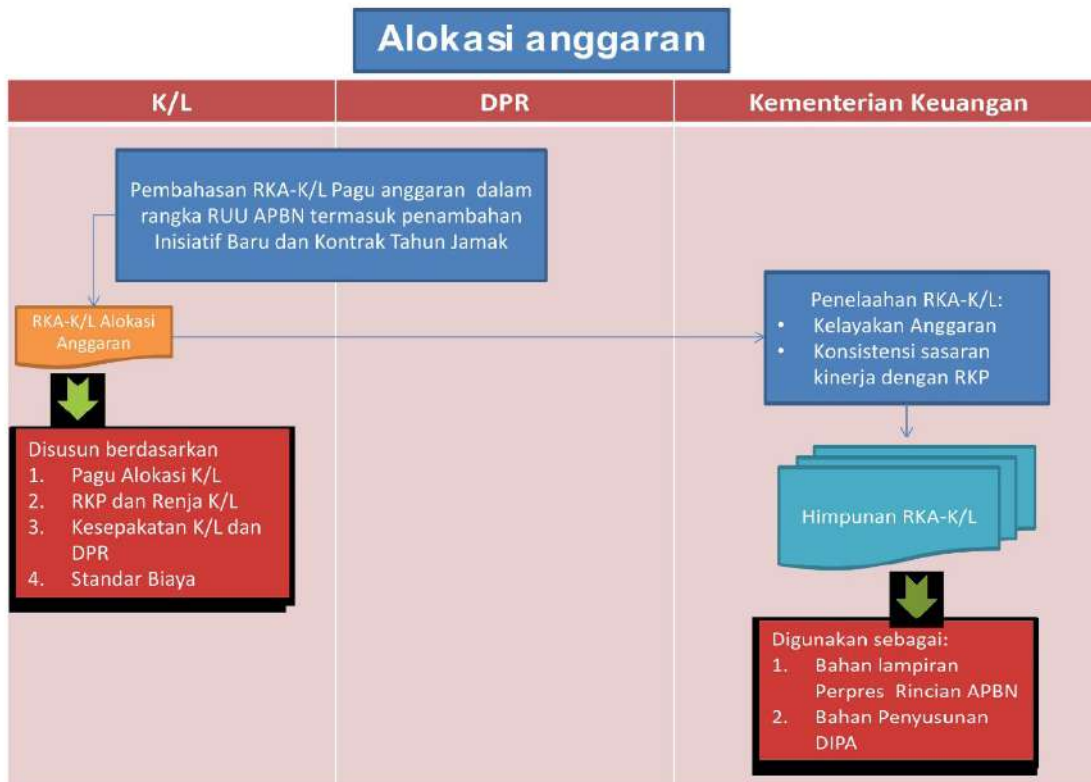 Alokasi anggaran
K/L
DPR
Kementerian Keuangan
Pembahasan RKA-K/L Pagu anggaran dalam
rangka RUU APBN termasuk penambahan
Inisiatif Baru dan Kontrak Tahun Jamak
RKA-K/L Alokasi
Anggaran
Penelaahan RKA-K/L:
• Kelayakan Anggaran
• Konsistensi sasaran
kinerja dengan RKP
Disusun berdasarkan
1. Pagu Alokasi K/L
2. RKP dan Renja K/L
3. Kesepakatan K/L dan
DPR
4. Standar Biaya
Himpunan RKA-K/L
Digunakan sebagai:
1. Bahan lampiran
Perpres Rincian APBN
2. Bahan Penyusunan
DIPA